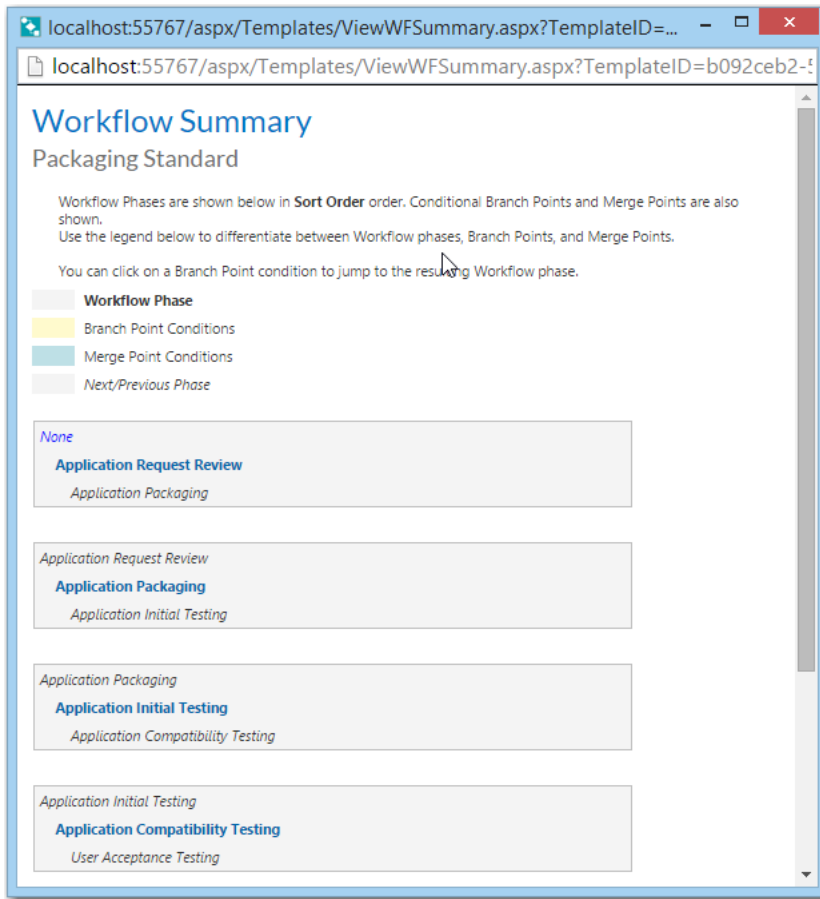 localhost:55767/aspx/Templates/ViewWFSummary.aspx?TemplateID=...
localhost:55767/aspx/Templates/ViewWFSummary.aspx?TemplateID=b092ceb2-5
Workflow Summary
Packaging Standard
Workflow Phases are shown below in Sort Order order. Conditional Branch Points and Merge Points are also
shown.
Use the legend below to differentiate between Workflow phases, Branch Points, and Merge Points.
You can click on a Branch Point condition to jump to the resulting Workflow phase.
Workflow Phase
Branch Point Conditions
Merge Point Conditions
Next/Previous Phase
None
Application Request Review
Application Packaging
Application Request Review
Application Packaging
Application Initial Testing
Application Packaging
Application Initial Testing
Application Compatibility Testing
Application Initial Testing
Application Compatibility Testing
User Acceptance Testing